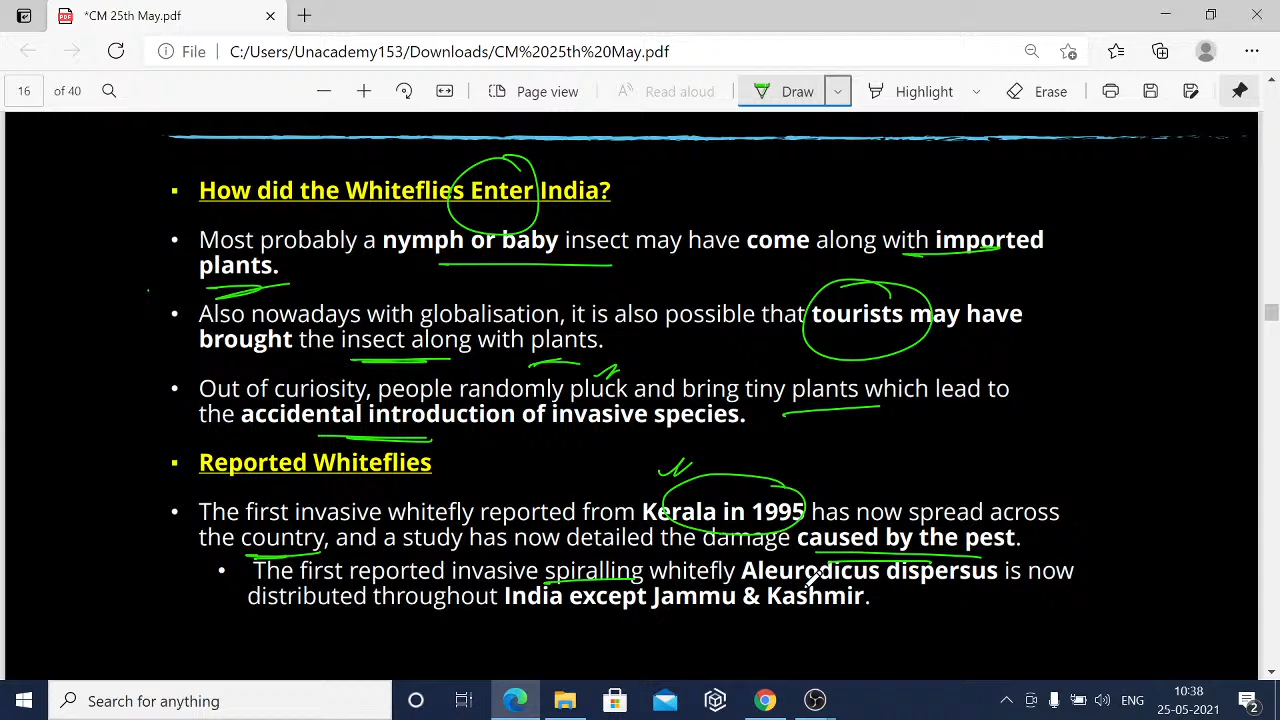 *CM 25th May.pdf
File
C:/Users/Unacademy153/Downloads/CM%2025th%20May.pdf
16 of 40
Page view
Read aloud
Draw
Highlight
Erase
How did the Whiteflies Enter India?
Most probably a nymph or baby insect may have come along with imported
plants.
Also nowadays with globalisation, it is also possible that tourists may have
brought the insect along with plants.
Out of curiosity, people randomly pluck and bring tiny plants which lead to
the accidental introduction of invasive species.
Reported Whiteflies
The first invasive whitefly reported from Kerala in 1995 has now spread across
the country, and a study has now detailed the damage caused by the pest.
The first reported invasive spiralling whitefly Aleurodicus dispersus is now
distributed throughout India except Jammu & Kashmir.
Search for anything
ENG
10:38
25-05-2021
2